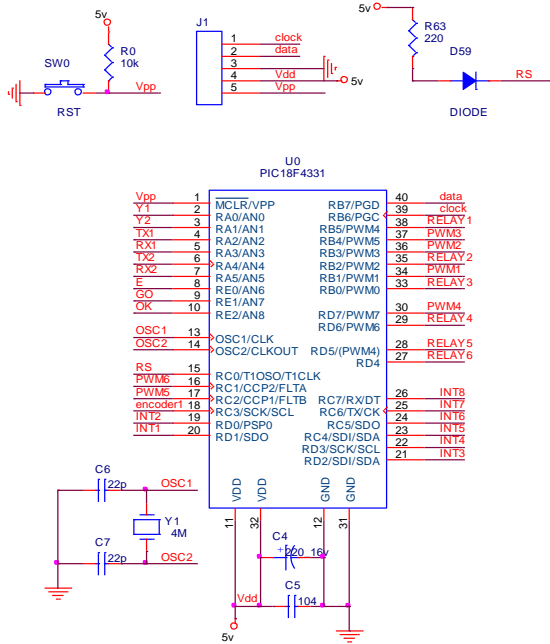 5v
R0
10k
SW0
RST
Vpp
J1
1 clock
2 data
3
4 Vdd
5 Vpp
5v
5v
R63
220
D59
RS
DIODE
U0
PIC18F4331
Vpp 1 MCLR/VPP
Y1 2 RA0/AN0
Y2 3 RA1/AN1
TX1 4 RA2/AN2
RX1 5 RA3/AN3
TX2 6 RA4/AN4
RX2 7 RA5/AN5
E 8 RE0/AN6
GO 9 RE1/AN7
OK 10 RE2/AN8
OSC1 13 OSC1/CLK
OSC2 14 OSC2/CLKOUT
RS 15 RC0/T1OSO/T1CLK
PWM6 16 RC1/CCP2/FLTA
PWM5 17 RC2/CCP1/FLTB
encoder1 18 RC3/SCK/SCL
INT2 19 RD0/PSP0
INT1 20 RD1/SDO
RB7/PGD 40 data
RB6/PGC 39 clock
RB5/PWM4 38 RELAY1
RB4/PWM5 37 PWM3
RB3/PWM3 36 PWM2
RB2/PWM2 35 RELAY2
RB1/PWM1 34 PWM1
RB0/PWM0 33 RELAY3
RD7/PWM7 30 PWM4
RD6/PWM6 29 RELAY4
RD5/(PWM4) 28 RELAY5
RD4 27 RELAY6
RC7/RX/DT 26 INT8
RC6/TX/CK 25 INT7
RC5/SDO 24 INT6
RC4/SDI/SDA 23 INT5
RD3/SCK/SCL 22 INT4
RD2/SDI/SDA 21 INT3
VDD VDD GND GND
11 32 12 31
C6
22p
OSC1
Y1
4M
C7
22p
OSC2
C4
+
220 16v
C5
104
Vdd
5v